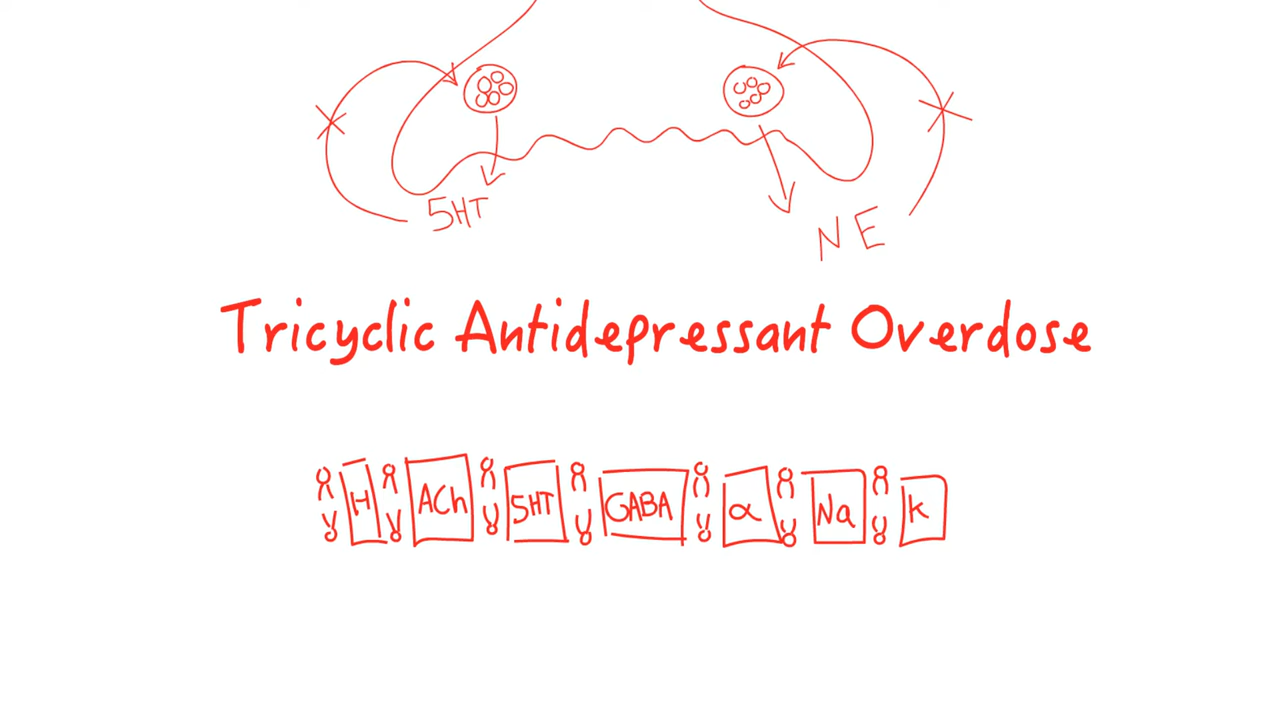 5HT
NE
Tricyclic Antidepressant Overdose
H ACh 5HT GABA α Na K